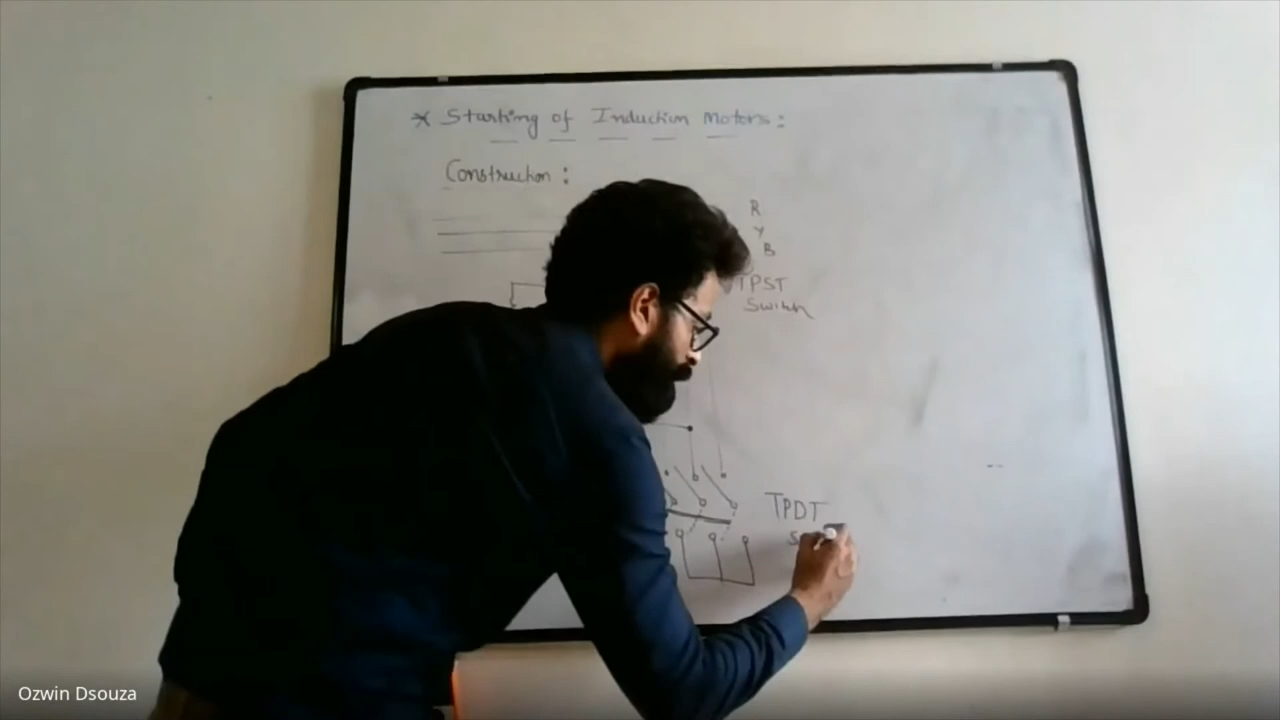 * Starting of Induction Motors:
Construction :
R
Y
B
TPST
Switch
TPDT
S
Ozwin Dsouza